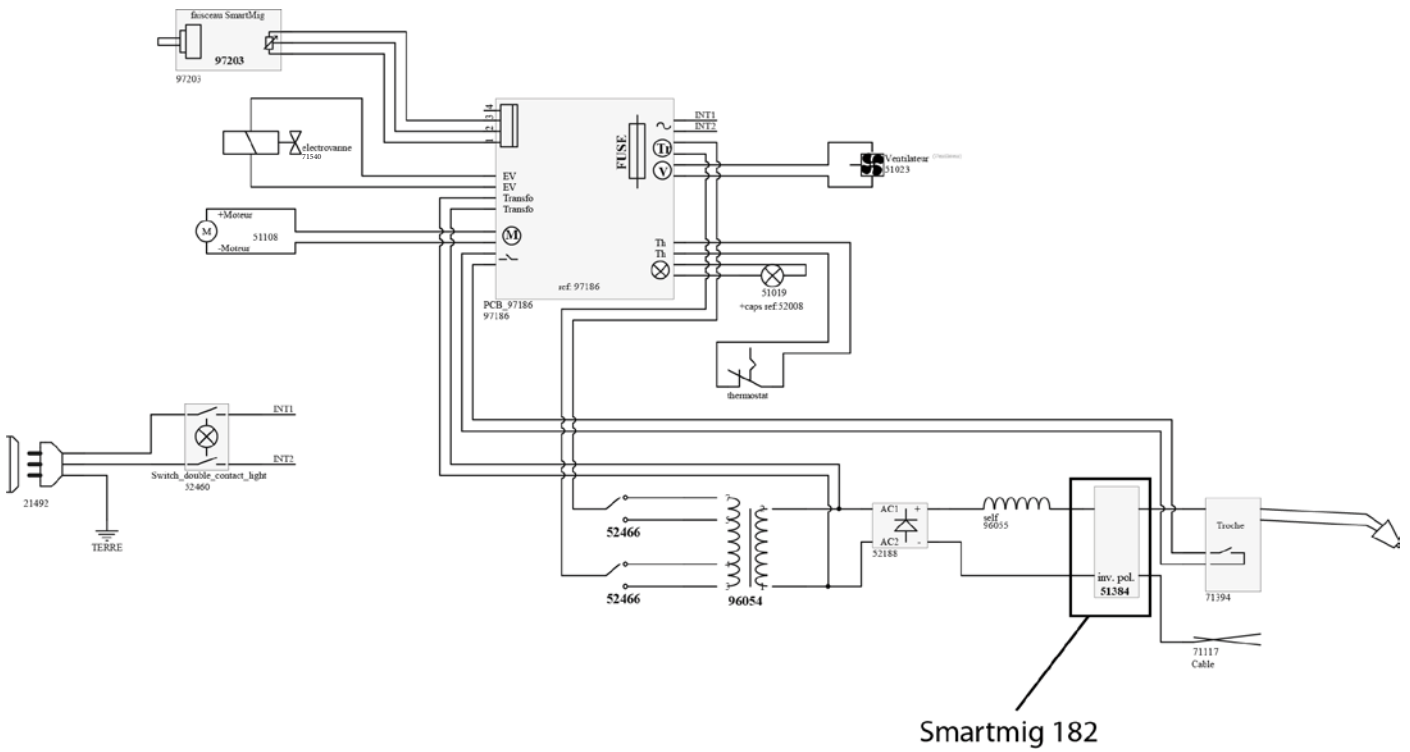 faisceau SmartMig
97203
97203
electrovanne
71540
+Moteur
M
51108
-Moteur
4
3
2
1
EV
EV
Transfo
Transfo
M
FUSE
INT1
INT2
Tr
V
Th
Th
ref: 97186
PCB_97186
97186
Ventilateur
51023
51019
+caps ref:52008
thermostat
INT1
INT2
Switch_double_contact_light
52460
21492
TERRE
52466
52466
96054
AC1 +
AC2 -
52188
self
96055
inv. pol.
51384
Troche
71394
71117
Cable
Smartmig 182